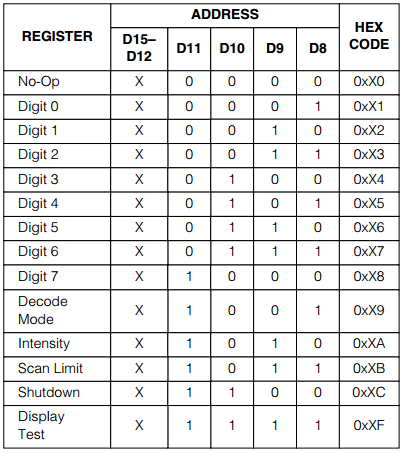 REGISTER ADDRESS HEX CODE
D15–D12 D11 D10 D9 D8
No-Op X 0 0 0 0 0xX0
Digit 0 X 0 0 0 1 0xX1
Digit 1 X 0 0 1 0 0xX2
Digit 2 X 0 0 1 1 0xX3
Digit 3 X 0 1 0 0 0xX4
Digit 4 X 0 1 0 1 0xX5
Digit 5 X 0 1 1 0 0xX6
Digit 6 X 0 1 1 1 0xX7
Digit 7 X 1 0 0 0 0xX8
Decode Mode X 1 0 0 1 0xX9
Intensity X 1 0 1 0 0xXA
Scan Limit X 1 0 1 1 0xXB
Shutdown X 1 1 0 0 0xXC
Display Test X 1 1 1 1 0xXF